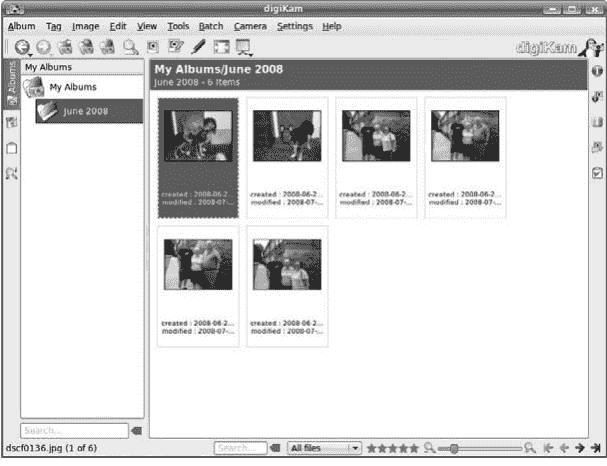 digiKam
Album Tag Image Edit View Tools Batch Camera Settings Help
digiKam
Albums
My Albums
My Albums
June 2008
My Albums/June 2008
June 2008 - 6 Items
created : 2008-06-2...
modified : 2008-07-...
created : 2008-06-2...
modified : 2008-07-...
created : 2008-06-2...
modified : 2008-07-...
created : 2008-06-2...
modified : 2008-07-...
created : 2008-06-2...
modified : 2008-07-...
created : 2008-06-2...
modified : 2008-07-...
Search...
dscf0136.jpg (1 of 6)
Search...
All files